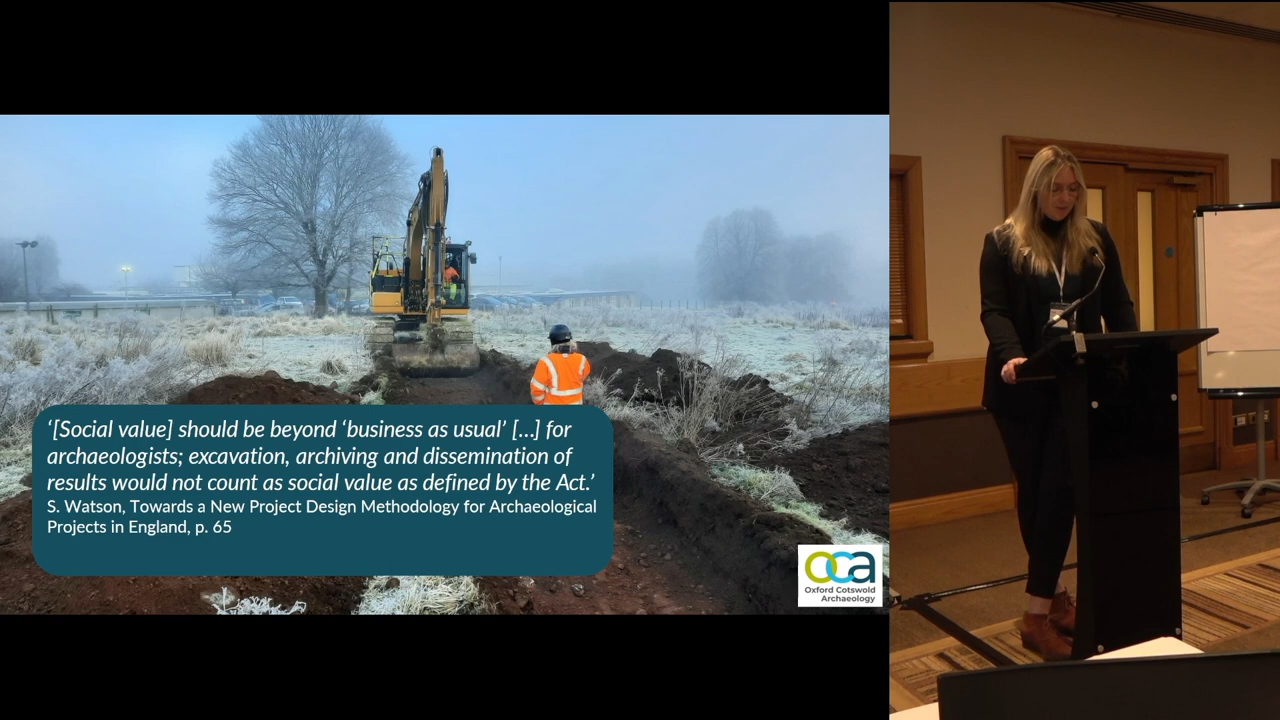 ‘[Social value] should be beyond ‘business as usual’ [...] for
archaeologists; excavation, archiving and dissemination of
results would not count as social value as defined by the Act.’
S. Watson, Towards a New Project Design Methodology for Archaeological
Projects in England, p. 65
oca
Oxford Cotswold
Archaeology